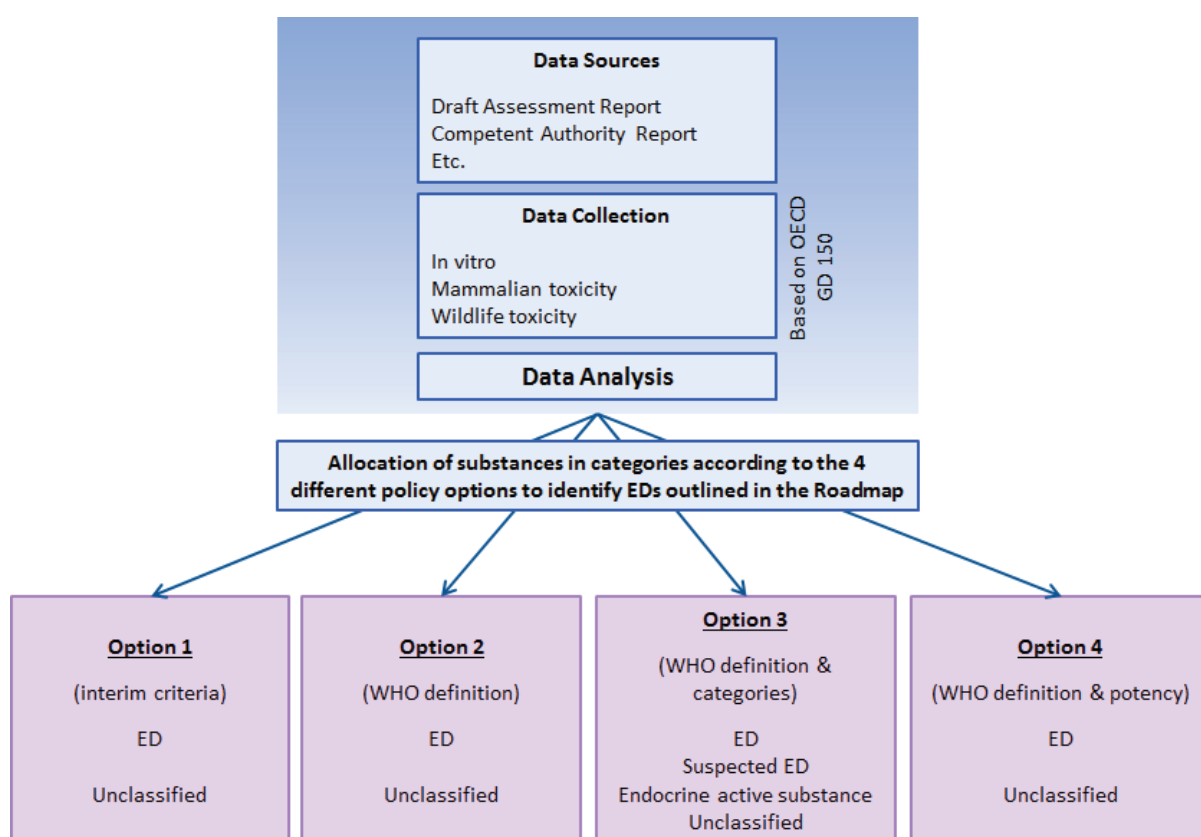 Data Sources
Draft Assessment Report
Competent Authority Report
Etc.
Data Collection
In vitro
Mammalian toxicity
Wildlife toxicity
Based on OECD
GD 150
Data Analysis
Allocation of substances in categories according to the 4
different policy options to identify EDs outlined in the Roadmap
Option 1
(interim criteria)
ED
Unclassified
Option 2
(WHO definition)
ED
Unclassified
Option 3
(WHO definition &
categories)
ED
Suspected ED
Endocrine active substance
Unclassified
Option 4
(WHO definition & potency)
ED
Unclassified